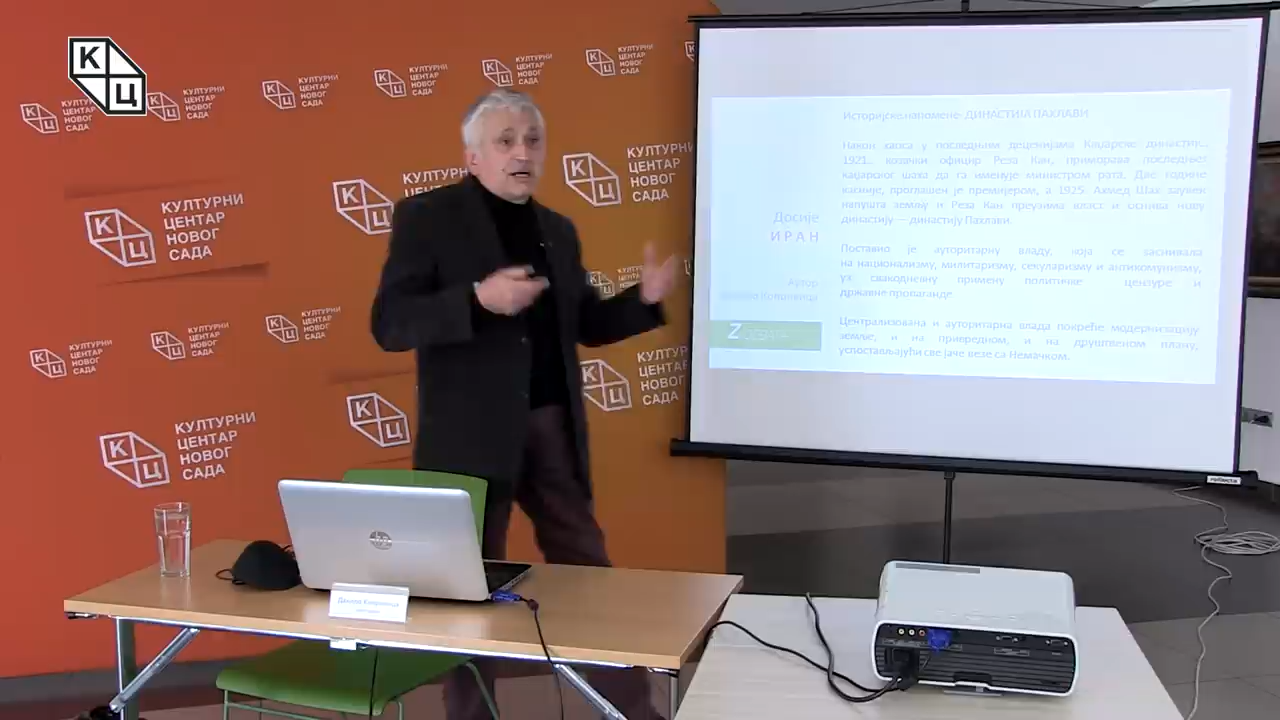 К
Ц
КУЛТУРНИ
ЦЕНТАР
НОВОГ
САДА
Историјске напомене- ДИНАСТИЈА ПАХЛАВИ
Након хаоса у последњим деценијама Каџарске династије,
1921. козачки официр Реза Кан, приморава последњег
каџарског шаха да га именује министром рата. Две године
касније, проглашен је премијером, а 1925. Ахмед Шах заувек
напушта земљу и Реза Кан преузима власт и оснива нову
династију — династију Пахлави.
Поставио је ауторитарну владу, која се заснивала
на национализму, милитаризму, секуларизму и антикомунизму,
уз свакодневну примену политичке цензуре и
државне пропаганде
Централизована и ауторитарна влада покреће модернизацију
земље, и на привредном, и на друштвеном плану,
успостављајући све јаче везе са Немачком.
Досије
ИРАН
Аутор
Z
hp